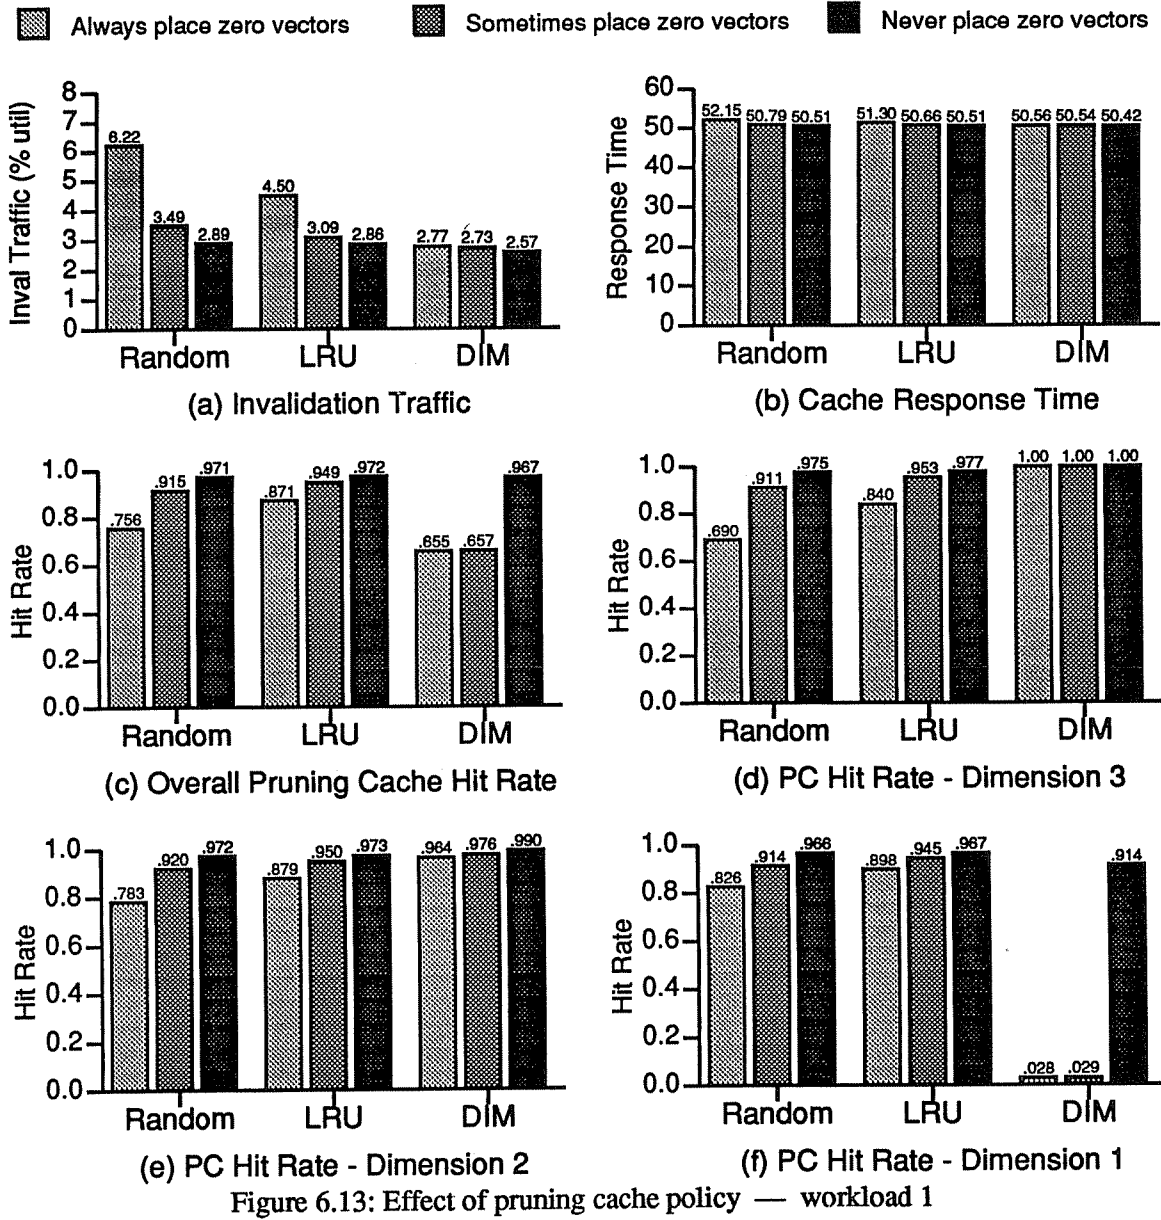 Always place zero vectors Sometimes place zero vectors Never place zero vectors
Inval Traffic (% util)
8
7
6
5
4
3
2
1
0
6.22 3.49 2.89 4.50 3.09 2.86 2.77 2.73 2.57
Random LRU DIM
(a) Invalidation Traffic
Response Time
60
50
40
30
20
10
0
52.15 50.79 50.51 51.30 50.66 50.51 50.56 50.54 50.42
Random LRU DIM
(b) Cache Response Time
Hit Rate
1.0
0.8
0.6
0.4
0.2
0.0
.756 .915 .971 .871 .949 .972 .655 .657 .967
Random LRU DIM
(c) Overall Pruning Cache Hit Rate
Hit Rate
1.0
0.8
0.6
0.4
0.2
0.0
.690 .911 .975 .840 .953 .977 1.00 1.00 1.00
Random LRU DIM
(d) PC Hit Rate - Dimension 3
Hit Rate
1.0
0.8
0.6
0.4
0.2
0.0
.783 .920 .972 .879 .950 .973 .964 .976 .990
Random LRU DIM
(e) PC Hit Rate - Dimension 2
Hit Rate
1.0
0.8
0.6
0.4
0.2
0.0
.826 .914 .966 .898 .945 .967 .028 .029 .914
Random LRU DIM
(f) PC Hit Rate - Dimension 1
Figure 6.13: Effect of pruning cache policy — workload 1